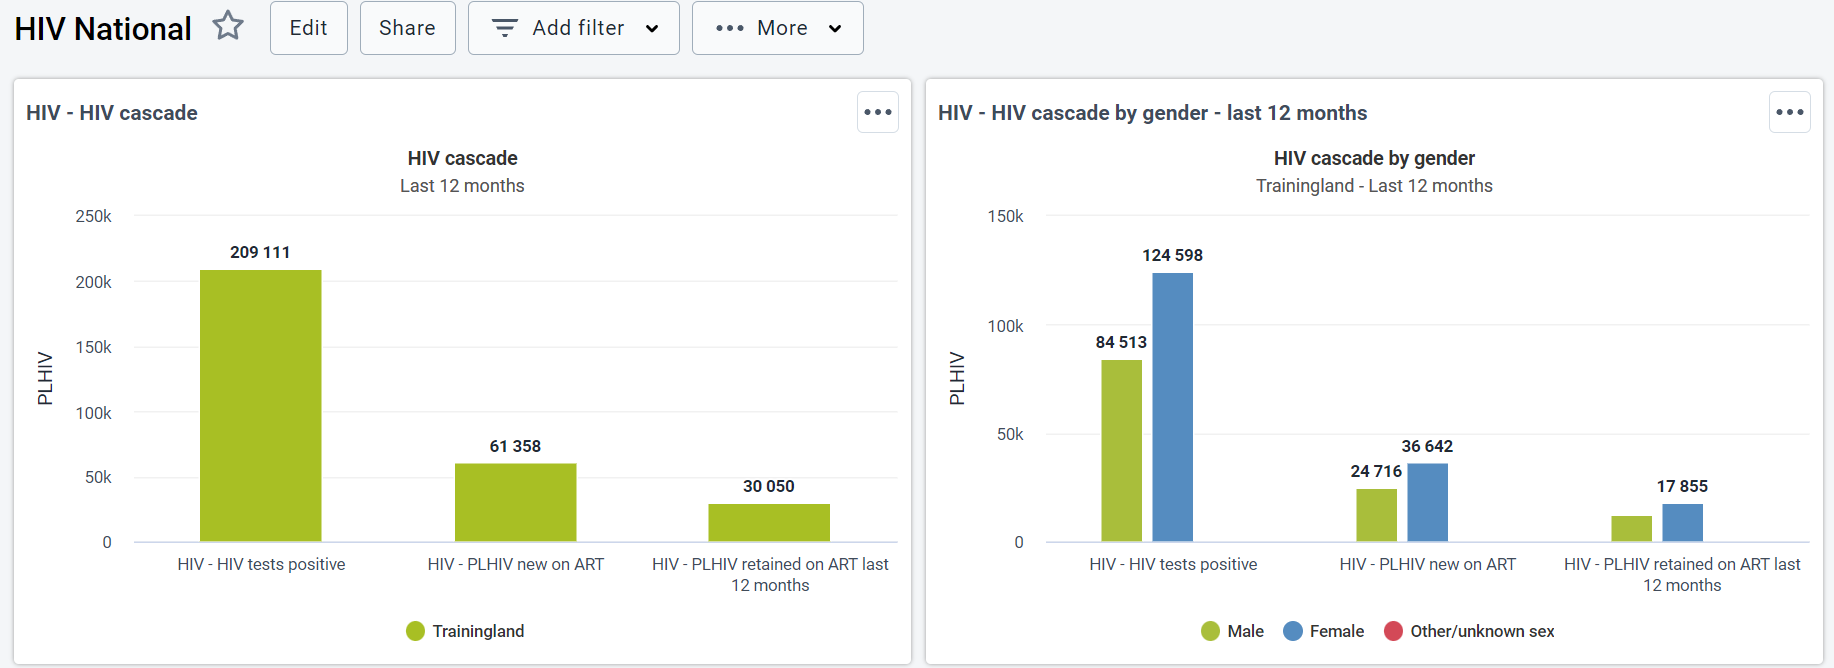 HIV National
Edit
Share
Add filter
More
HIV - HIV cascade
HIV cascade
Last 12 months
PLHIV
250k
200k
150k
100k
50k
0
209 111
61 358
30 050
HIV - HIV tests positive
HIV - PLHIV new on ART
HIV - PLHIV retained on ART last
12 months
Trainingland
HIV - HIV cascade by gender - last 12 months
HIV cascade by gender
Trainingland - Last 12 months
PLHIV
150k
100k
50k
0
84 513
124 598
24 716
36 642
17 855
HIV - HIV tests positive
HIV - PLHIV new on ART
HIV - PLHIV retained on ART last
12 months
Male
Female
Other/unknown sex